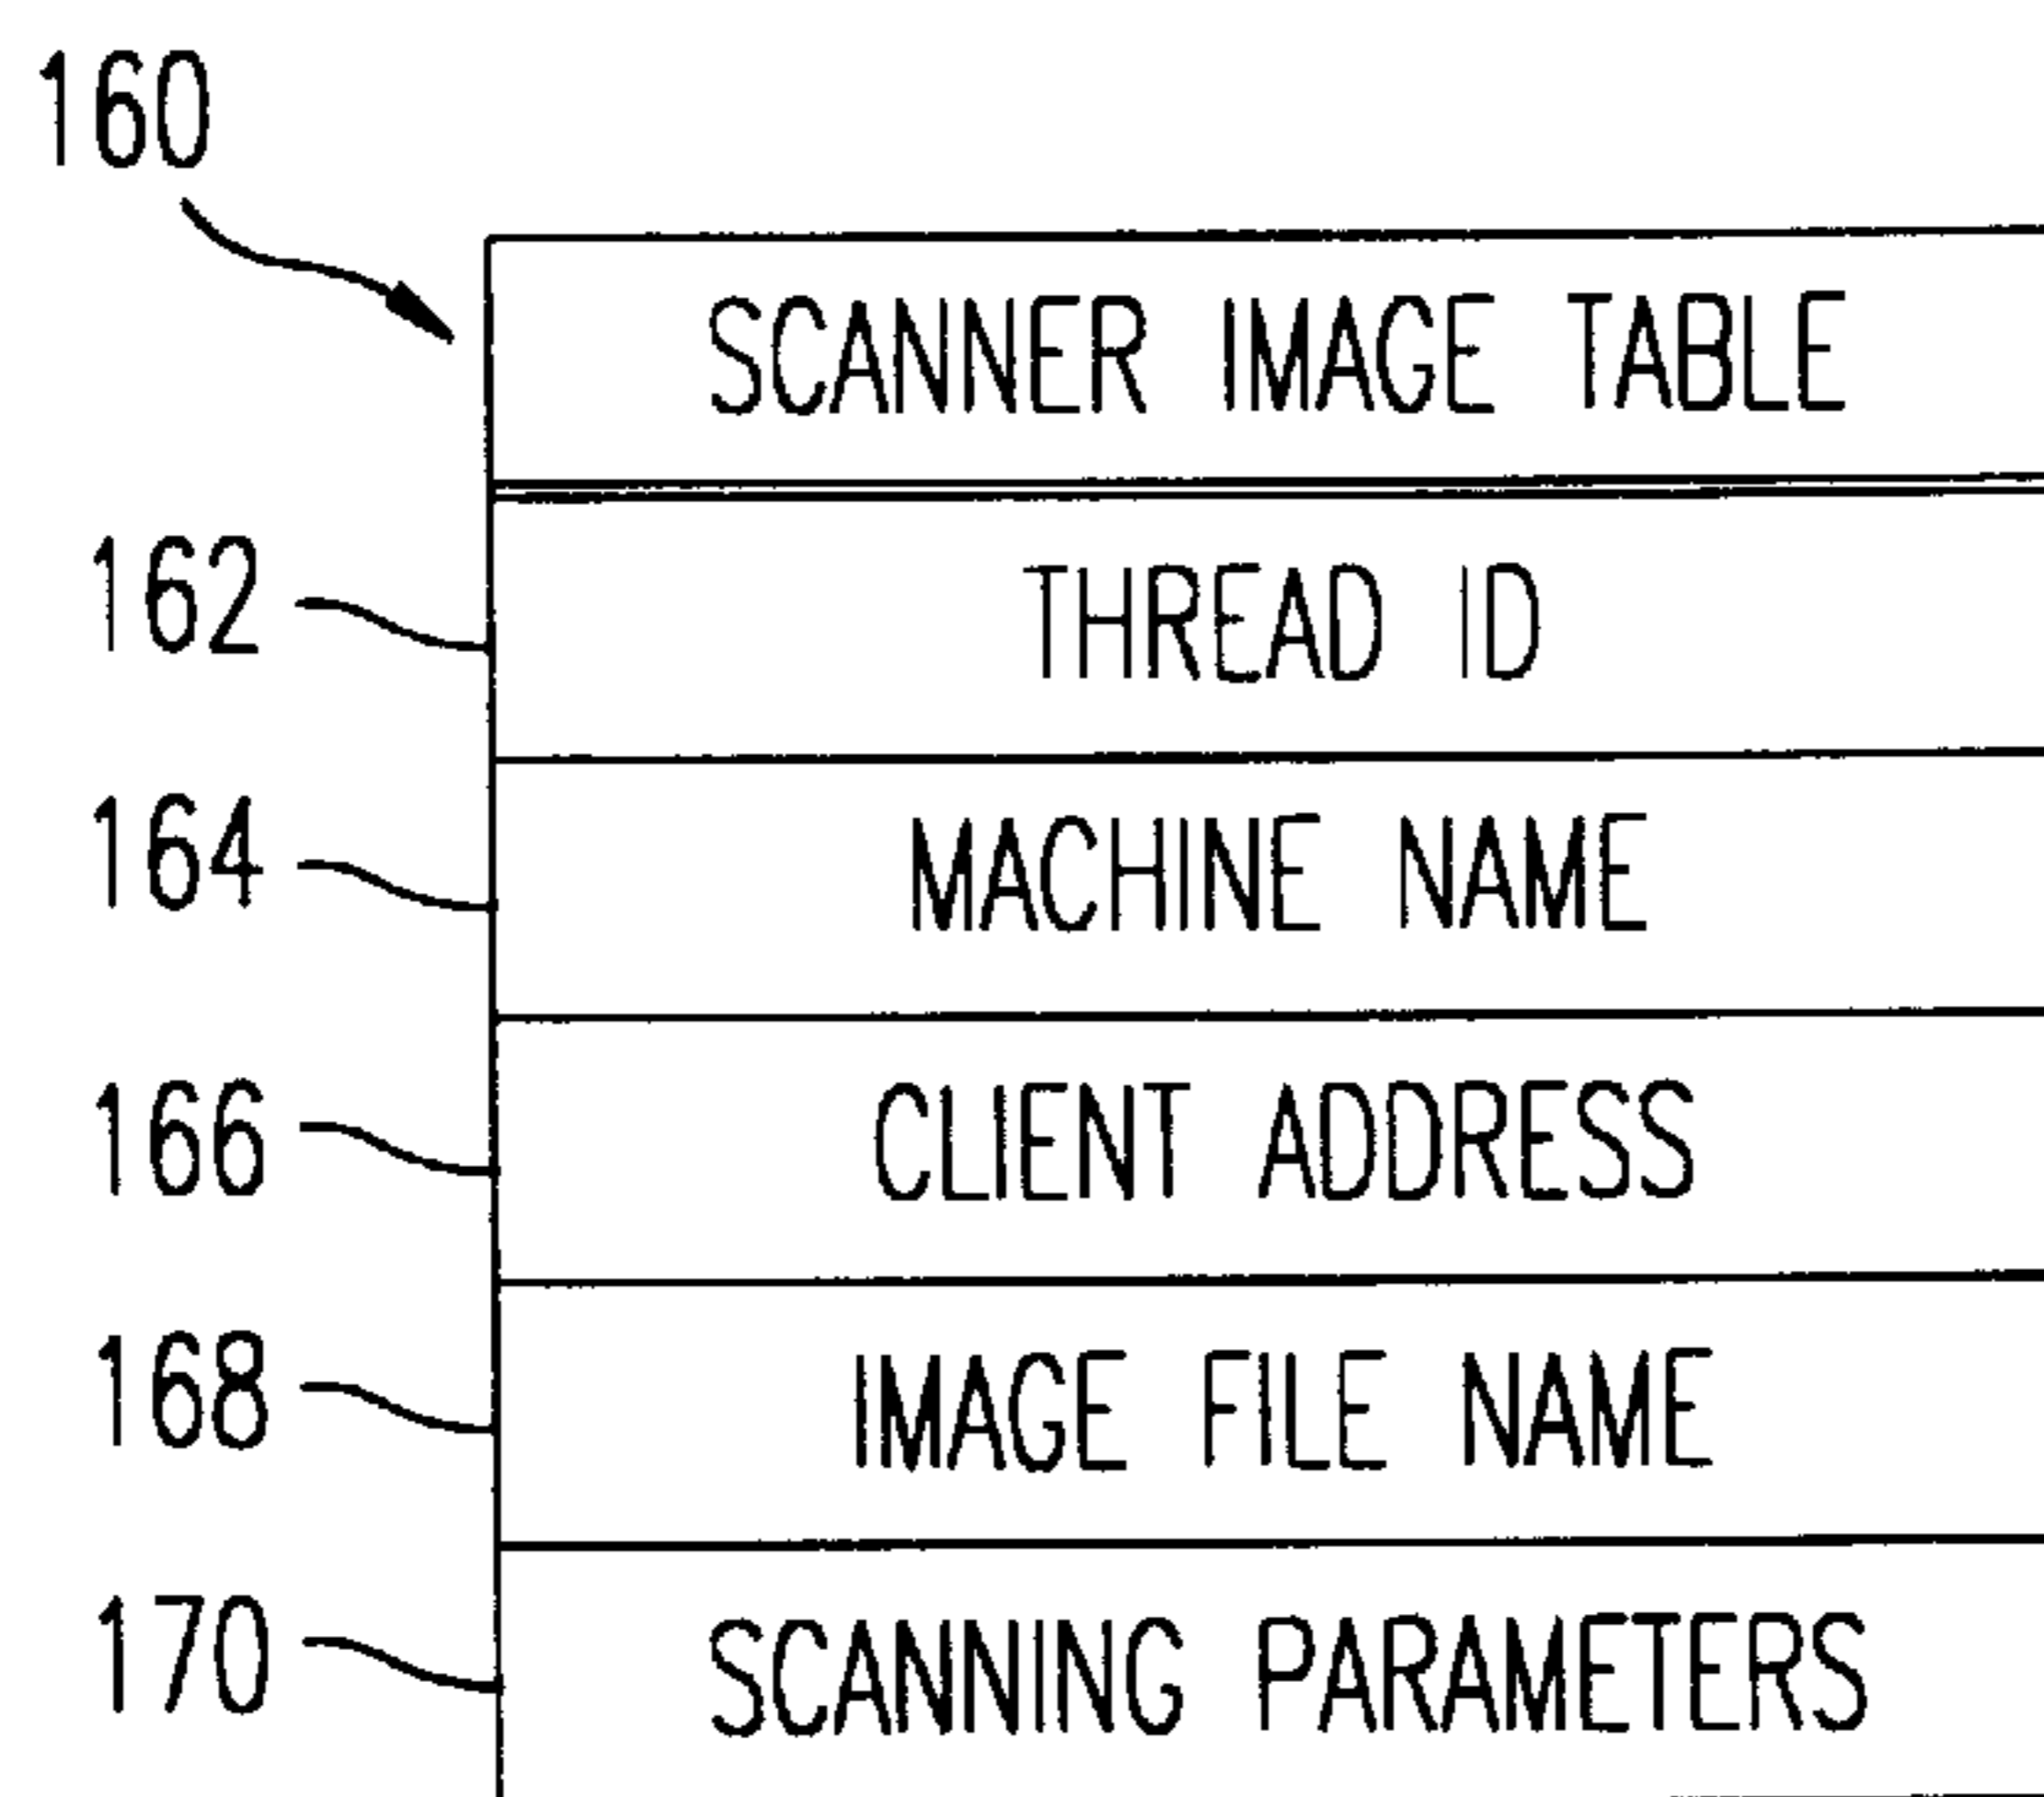 160
SCANNER IMAGE TABLE
162 THREAD ID
164 MACHINE NAME
166 CLIENT ADDRESS
168 IMAGE FILE NAME
170 SCANNING PARAMETERS